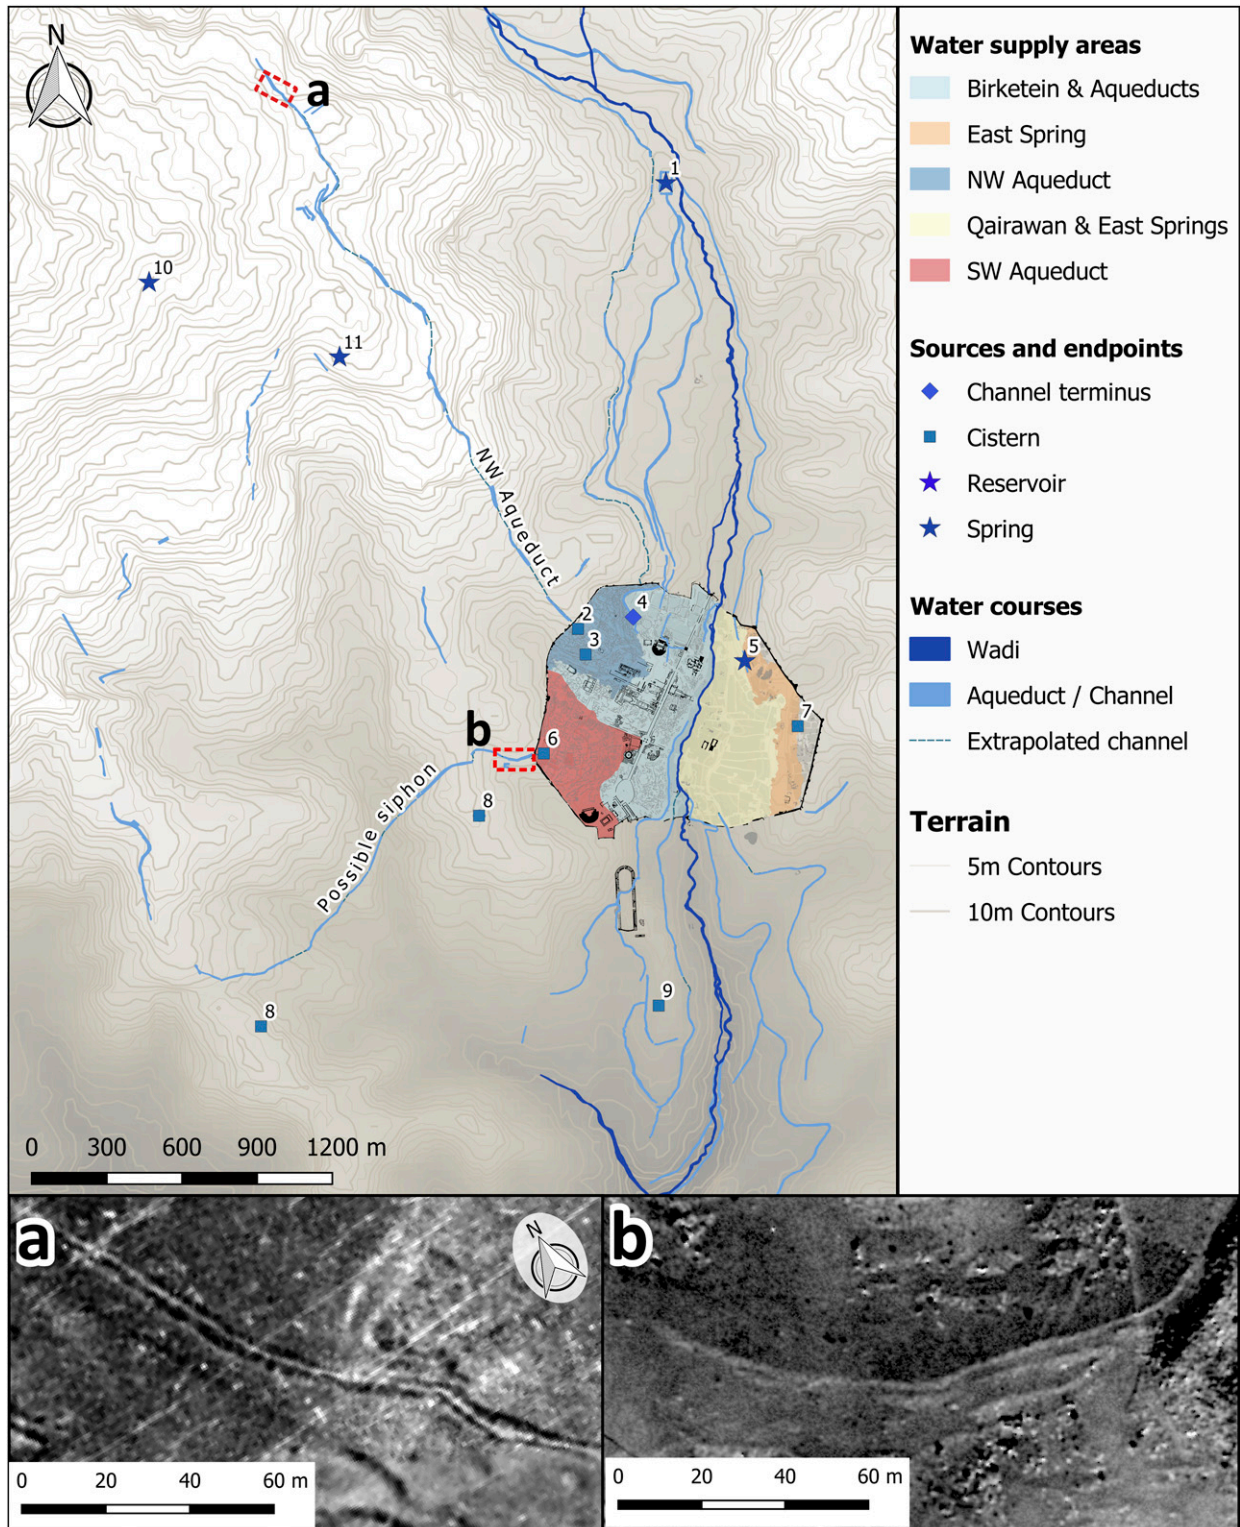 N
a
1
10
11
NW Aqueduct
2
3
4
5
6
7
b
8
Possible siphon
8
9
0 300 600 900 1200 m
Water supply areas
Birketein & Aqueducts
East Spring
NW Aqueduct
Qairawan & East Springs
SW Aqueduct
Sources and endpoints
Channel terminus
Cistern
Reservoir
Spring
Water courses
Wadi
Aqueduct / Channel
Extrapolated channel
Terrain
5m Contours
10m Contours
a
N
0 20 40 60 m
b
0 20 40 60 m